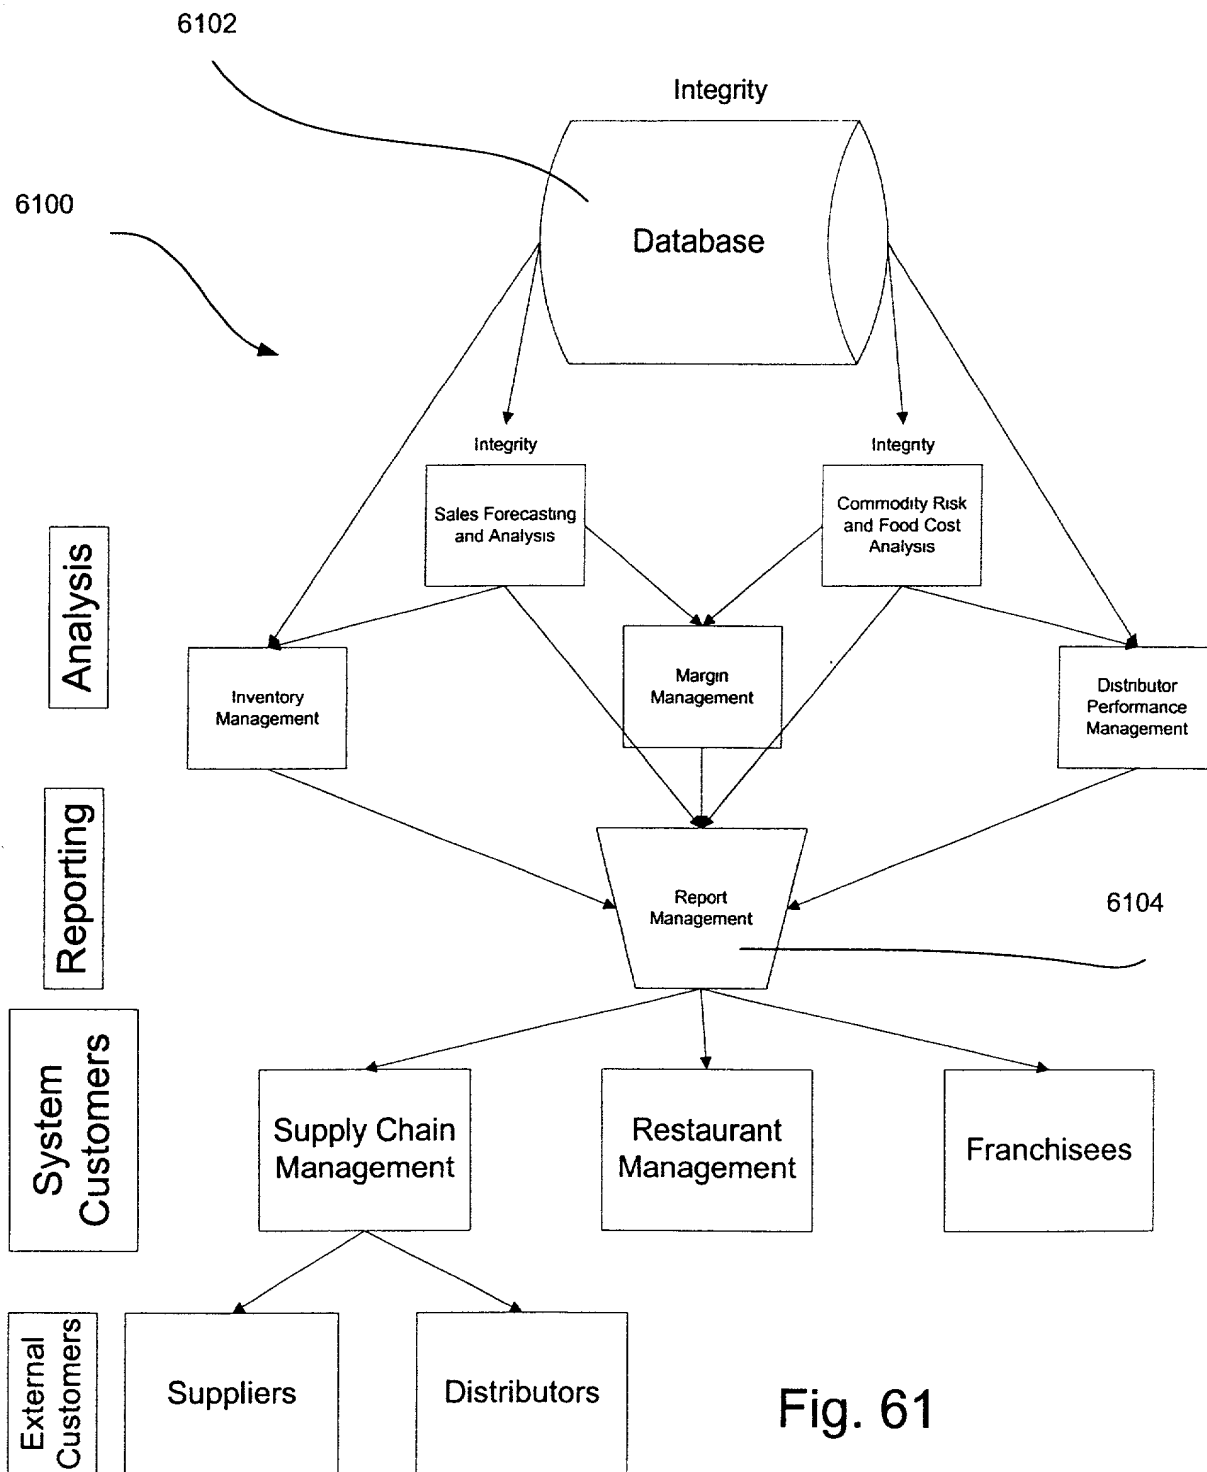 6102
Integrity
6100
Database
Integrity
Integrity
Sales Forecasting
and Analysis
Commodity Risk
and Food Cost
Analysis
Analysis
Inventory
Management
Margin
Management
Distributor
Performance
Management
Reporting
Report
Management
6104
System
Customers
Supply Chain
Management
Restaurant
Management
Franchisees
External
Customers
Suppliers
Distributors
Fig. 61